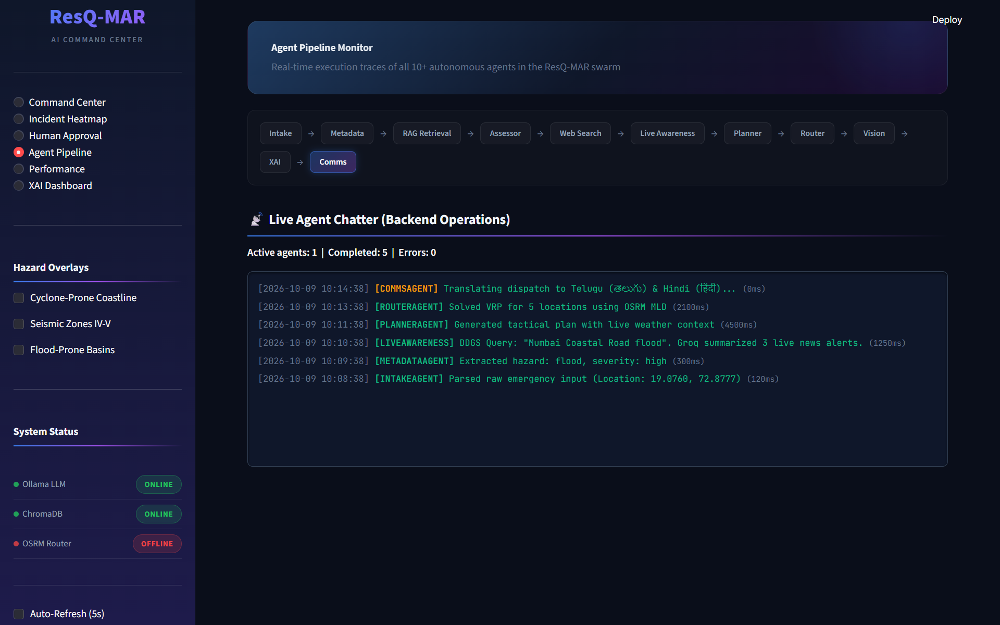 ResQ-MAR
AI COMMAND CENTER
Command Center
Incident Heatmap
Human Approval
Agent Pipeline
Performance
XAI Dashboard
Hazard Overlays
Cyclone-Prone Coastline
Seismic Zones IV-V
Flood-Prone Basins
System Status
Ollama LLM ONLINE
ChromaDB ONLINE
OSRM Router OFFLINE
Auto-Refresh (5s)
Deploy
Agent Pipeline Monitor
Real-time execution traces of all 10+ autonomous agents in the ResQ-MAR swarm
Intake → Metadata → RAG Retrieval → Assessor → Web Search → Live Awareness → Planner → Router → Vision →
XAI → Comms
Live Agent Chatter (Backend Operations)
Active agents: 1 | Completed: 5 | Errors: 0
[2026-10-09 10:14:38] [COMMSAGENT] Translating dispatch to Telugu (తెలుగు) & Hindi (हिंदी)... (0ms)
[2026-10-09 10:13:38] [ROUTERAGENT] Solved VRP for 5 locations using OSRM MLD (2100ms)
[2026-10-09 10:11:38] [PLANNERAGENT] Generated tactical plan with live weather context (4500ms)
[2026-10-09 10:10:38] [LIVEAWARENESS] DDGS Query: "Mumbai Coastal Road flood". Groq summarized 3 live news alerts. (1250ms)
[2026-10-09 10:09:38] [METADATAAGENT] Extracted hazard: flood, severity: high (300ms)
[2026-10-09 10:08:38] [INTAKEAGENT] Parsed raw emergency input (Location: 19.0760, 72.8777) (120ms)